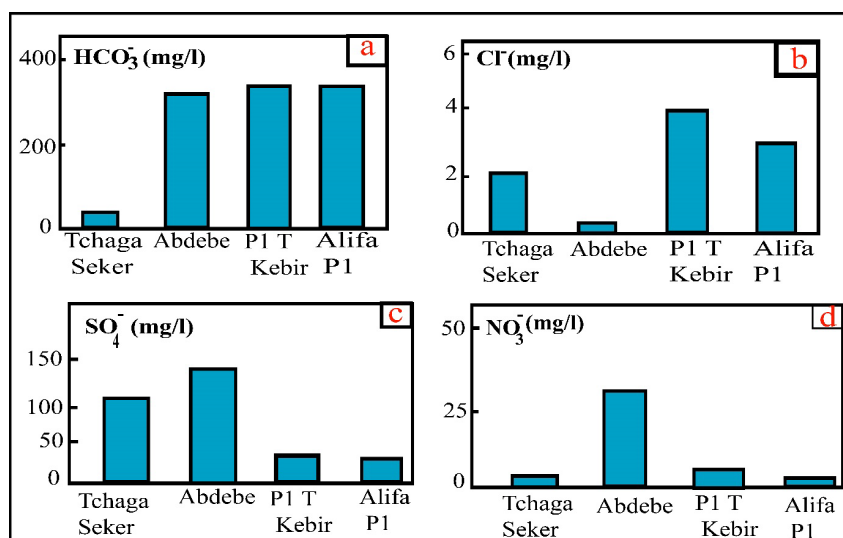 HCO₃⁻ (mg/l)
a
400
200
0
Tchaga
Seker
Abdebe
P1 T
Kebir
Alifa
P1
Cl⁻(mg/l)
b
6
4
2
0
Tchaga
Seker
Abdebe
P1 T
Kebir
Alifa
P1
SO₄⁻ (mg/l)
c
150
100
50
0
Tchaga
Seker
Abdebe
P1 T
Kebir
Alifa
P1
NO₃⁻(mg/l)
d
50
25
0
Tchaga
Seker
Abdebe
P1 T
Kebir
Alifa
P1